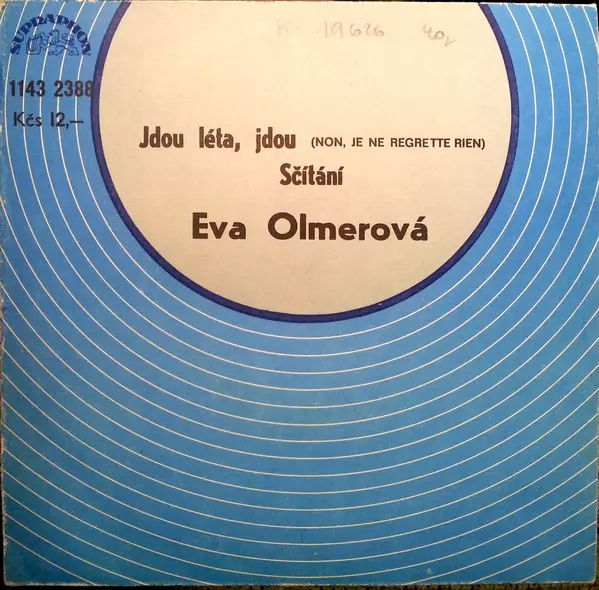 K-19626 40,-
SUPRAPHON
1143 2388
Kčs 12,—
Jdou léta, jdou (NON, JE NE REGRETTE RIEN)
Sčítání
Eva Olmerová